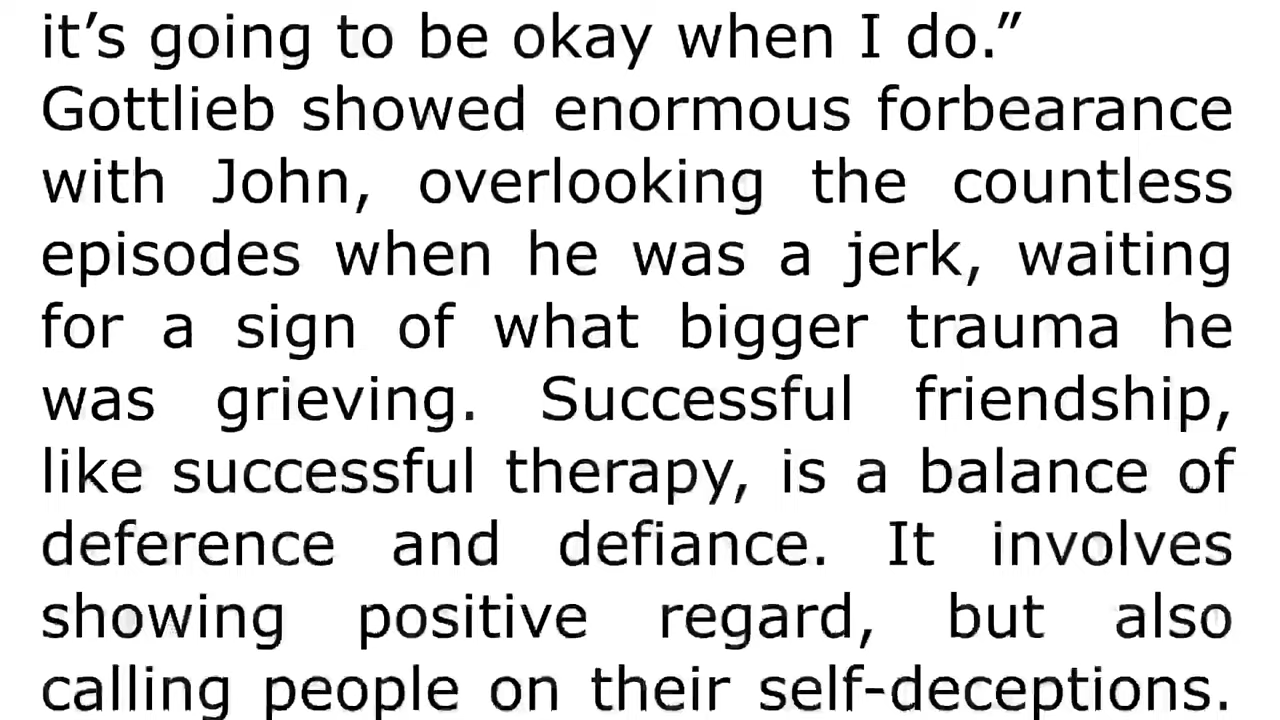 it’s going to be okay when I do.”
Gottlieb showed enormous forbearance
with John, overlooking the countless
episodes when he was a jerk, waiting
for a sign of what bigger trauma he
was grieving. Successful friendship,
like successful therapy, is a balance of
deference and defiance. It involves
showing positive regard, but also
calling people on their self-deceptions.